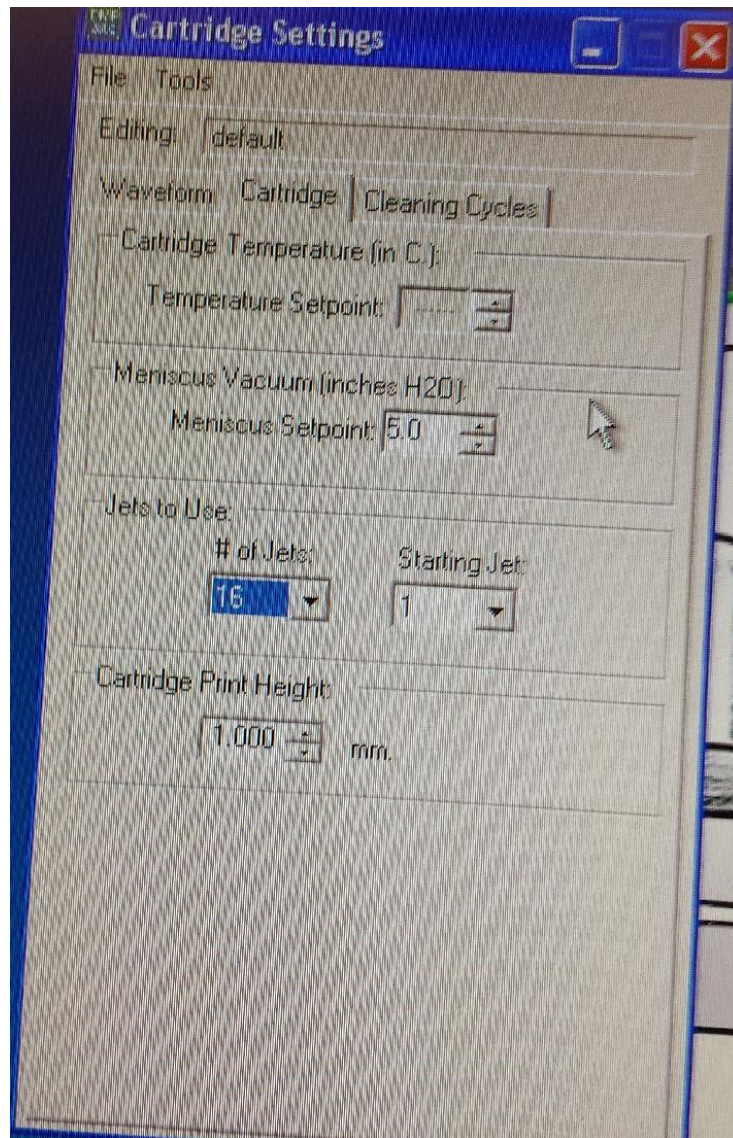 Cartridge Settings
File Tools
Editing: default
Waveform Cartridge Cleaning Cycles
Cartridge Temperature (in C.):
Temperature Setpoint: -----
Meniscus Vacuum (inches H2O):
Meniscus Setpoint: 5.0
Jets to Use:
# of Jets: Starting Jet:
16 1
Cartridge Print Height:
1.000 mm.